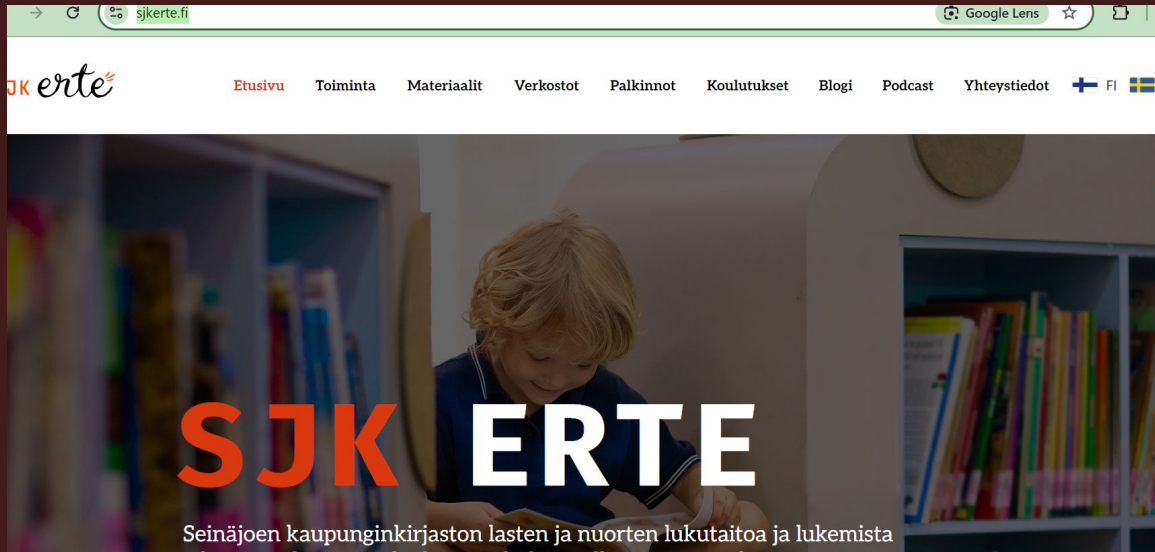 sjkerte.fi
Google Lens
JK erte
Etusivu Toiminta Materiaalit Verkostot Palkinnot Koulutukset Blogi Podcast Yhteystiedot FI
SJK ERTE
Seinäjoen kaupunginkirjaston lasten ja nuorten lukutaitoa ja lukemista